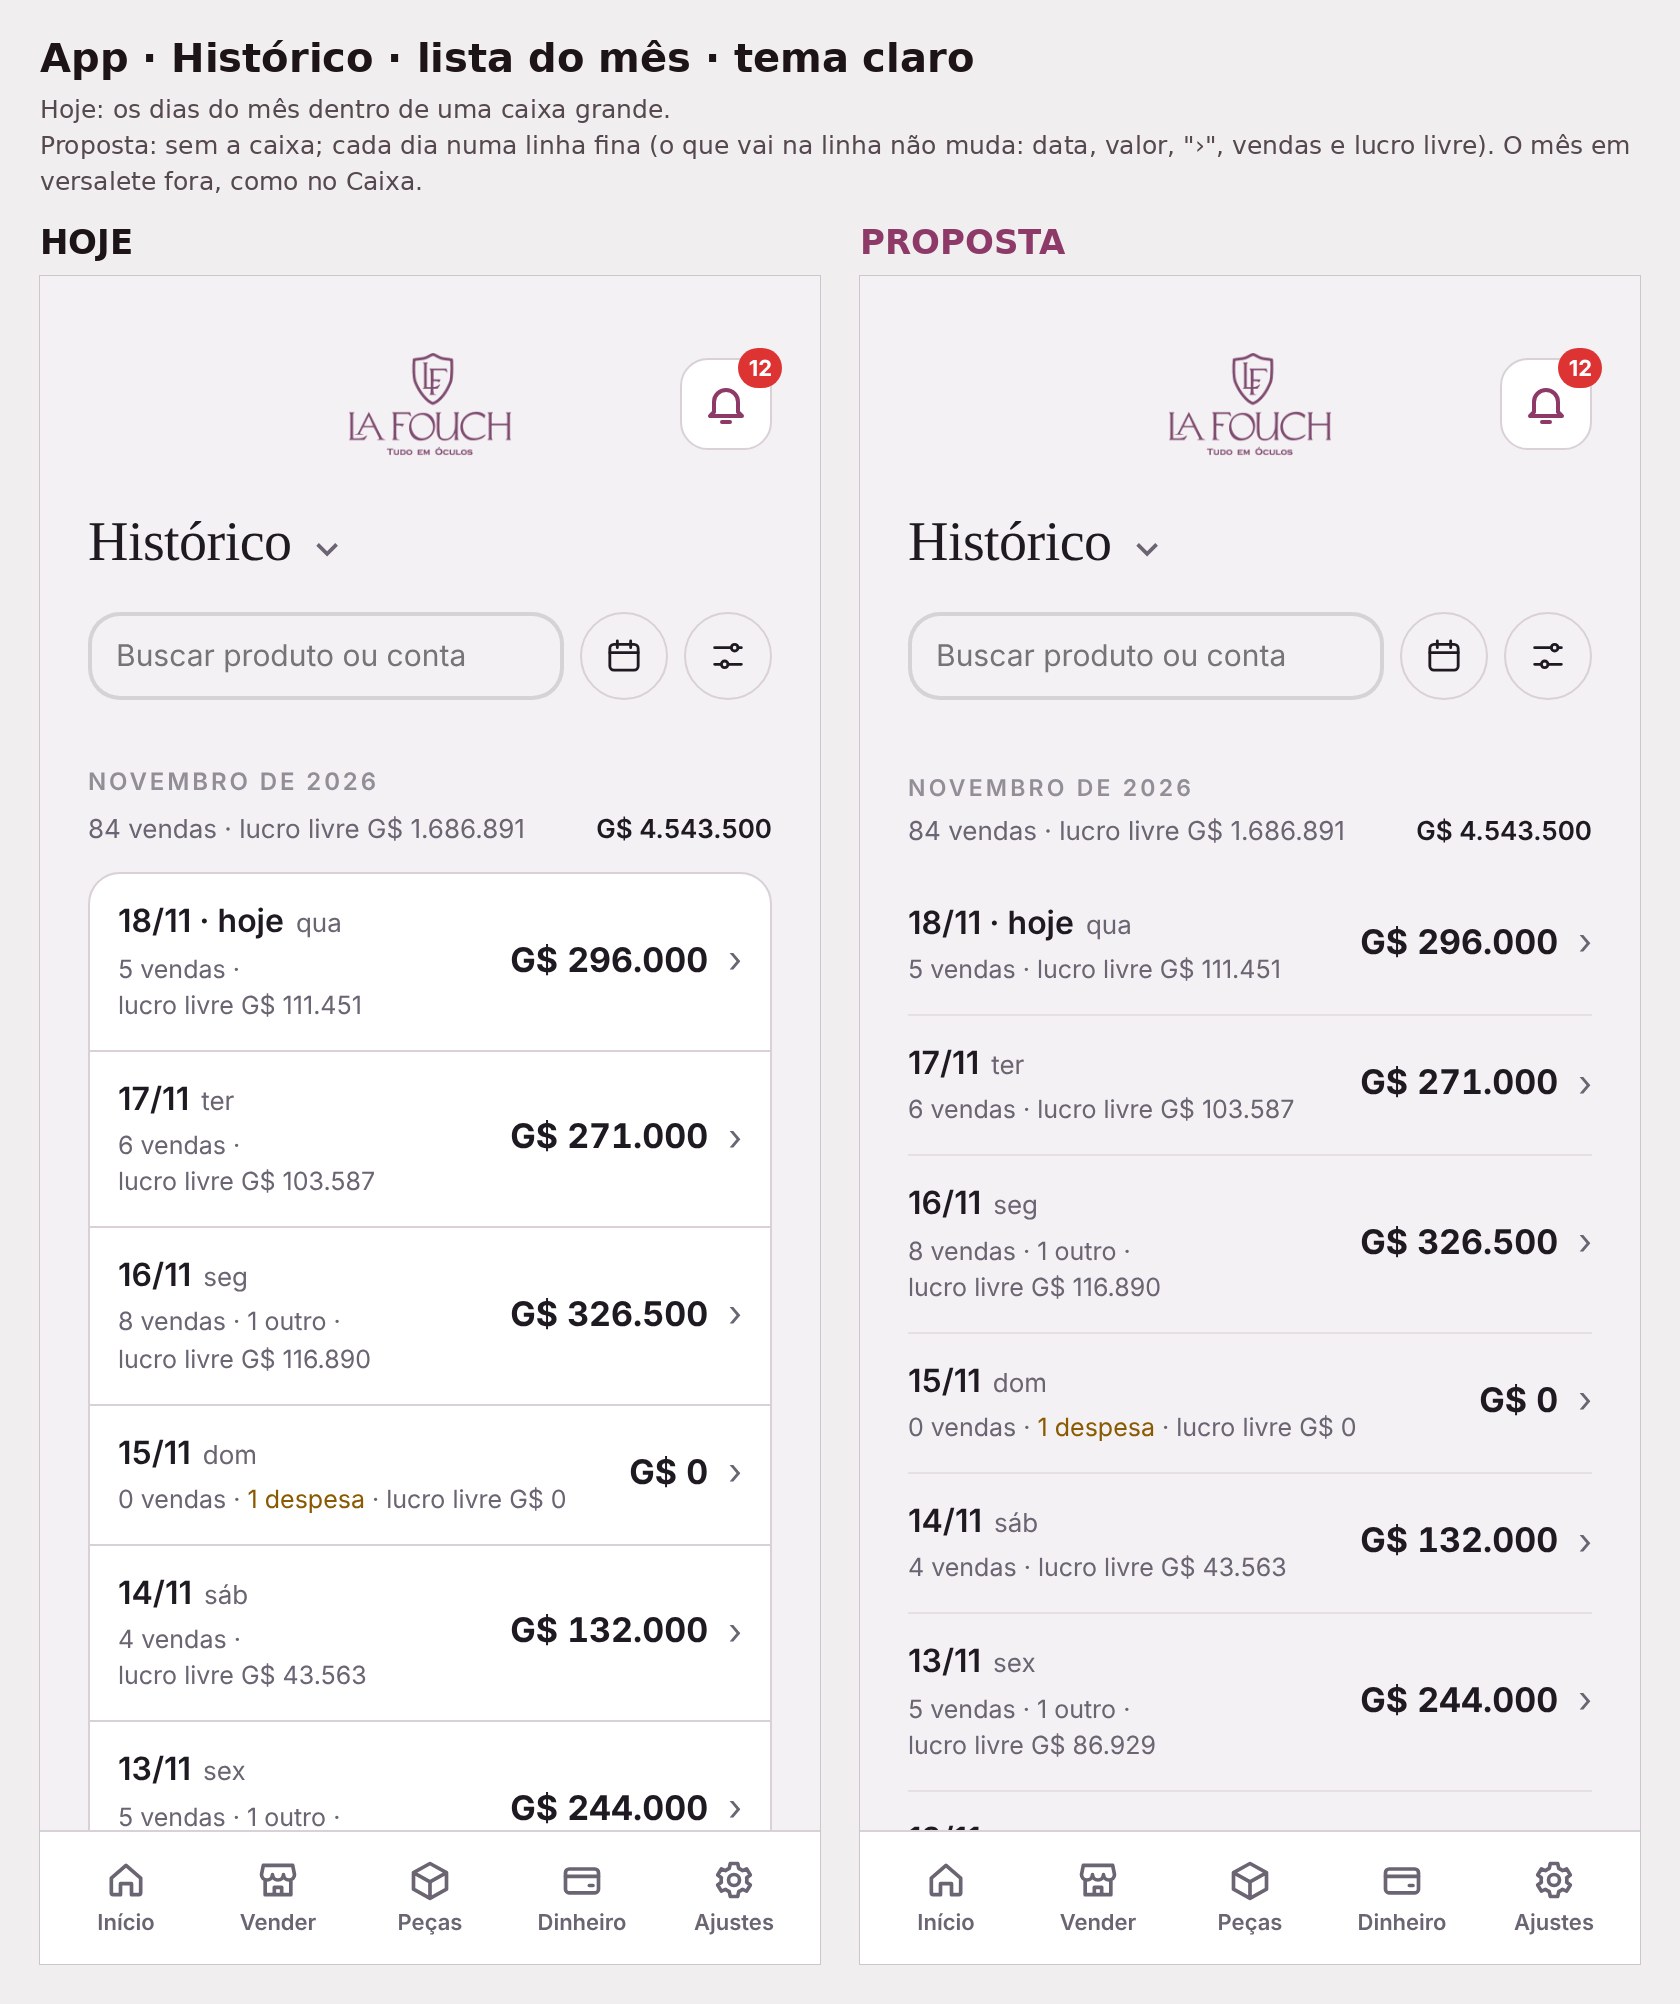 App · Histórico · lista do mês · tema claro
Hoje: os dias do mês dentro de uma caixa grande.
Proposta: sem a caixa; cada dia numa linha fina (o que vai na linha não muda: data, valor, "›", vendas e lucro livre). O mês em
versalete fora, como no Caixa.
HOJE
12
LF
LA FOUCH
TUDO EM ÓCULOS
Histórico
Buscar produto ou conta
NOVEMBRO DE 2026
84 vendas · lucro livre G$ 1.686.891 G$ 4.543.500
18/11 · hoje qua
G$ 296.000 ›
5 vendas ·
lucro livre G$ 111.451
17/11 ter
G$ 271.000 ›
6 vendas ·
lucro livre G$ 103.587
16/11 seg
G$ 326.500 ›
8 vendas · 1 outro ·
lucro livre G$ 116.890
15/11 dom
G$ 0 ›
0 vendas · 1 despesa · lucro livre G$ 0
14/11 sáb
G$ 132.000 ›
4 vendas ·
lucro livre G$ 43.563
13/11 sex
G$ 244.000 ›
5 vendas · 1 outro ·
Início Vender Peças Dinheiro Ajustes
PROPOSTA
12
LF
LA FOUCH
TUDO EM ÓCULOS
Histórico
Buscar produto ou conta
NOVEMBRO DE 2026
84 vendas · lucro livre G$ 1.686.891 G$ 4.543.500
18/11 · hoje qua
G$ 296.000 ›
5 vendas · lucro livre G$ 111.451
17/11 ter
G$ 271.000 ›
6 vendas · lucro livre G$ 103.587
16/11 seg
G$ 326.500 ›
8 vendas · 1 outro ·
lucro livre G$ 116.890
15/11 dom
G$ 0 ›
0 vendas · 1 despesa · lucro livre G$ 0
14/11 sáb
G$ 132.000 ›
4 vendas · lucro livre G$ 43.563
13/11 sex
G$ 244.000 ›
5 vendas · 1 outro ·
lucro livre G$ 86.929
Início Vender Peças Dinheiro Ajustes